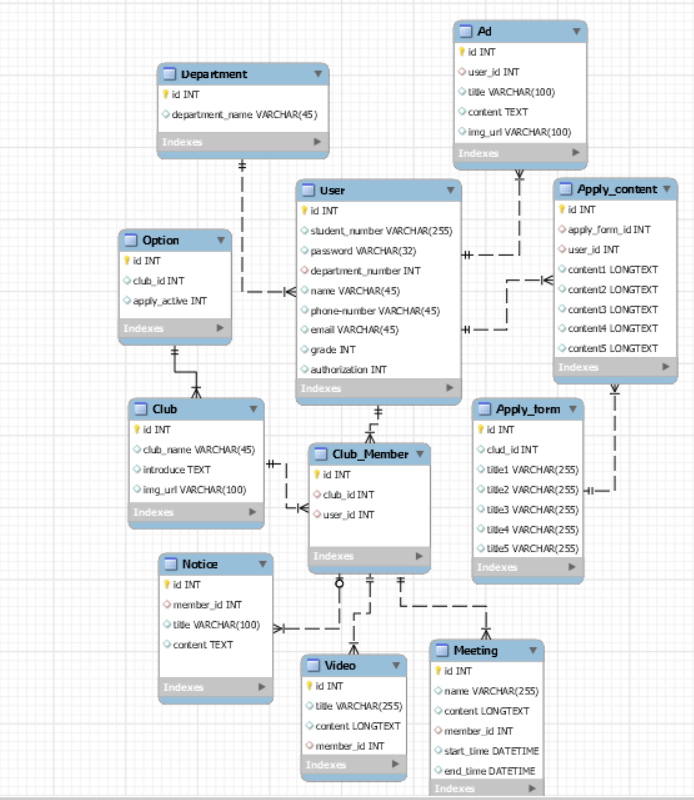 Ad
id INT
user_id INT
title VARCHAR(100)
content TEXT
img_url VARCHAR(100)
Indexes
Department
id INT
department_name VARCHAR(45)
Indexes
User
id INT
student_number VARCHAR(255)
password VARCHAR(32)
department_number INT
name VARCHAR(45)
phone-number VARCHAR(45)
email VARCHAR(45)
grade INT
authorization INT
Indexes
Apply_content
id INT
apply_form_id INT
user_id INT
content1 LONGTEXT
content2 LONGTEXT
content3 LONGTEXT
content4 LONGTEXT
content5 LONGTEXT
Indexes
Option
id INT
club_id INT
apply_active INT
Indexes
Club
id INT
club_name VARCHAR(45)
introduce TEXT
img_url VARCHAR(100)
Indexes
Club_Member
id INT
club_id INT
user_id INT
Indexes
Apply_form
id INT
clud_id INT
title1 VARCHAR(255)
title2 VARCHAR(255)
title3 VARCHAR(255)
title4 VARCHAR(255)
title5 VARCHAR(255)
Indexes
Notice
id INT
member_id INT
title VARCHAR(100)
content TEXT
Indexes
Video
id INT
title VARCHAR(255)
content LONGTEXT
member_id INT
Indexes
Meeting
id INT
name VARCHAR(255)
content LONGTEXT
member_id INT
start_time DATETIME
end_time DATETIME
Indexes